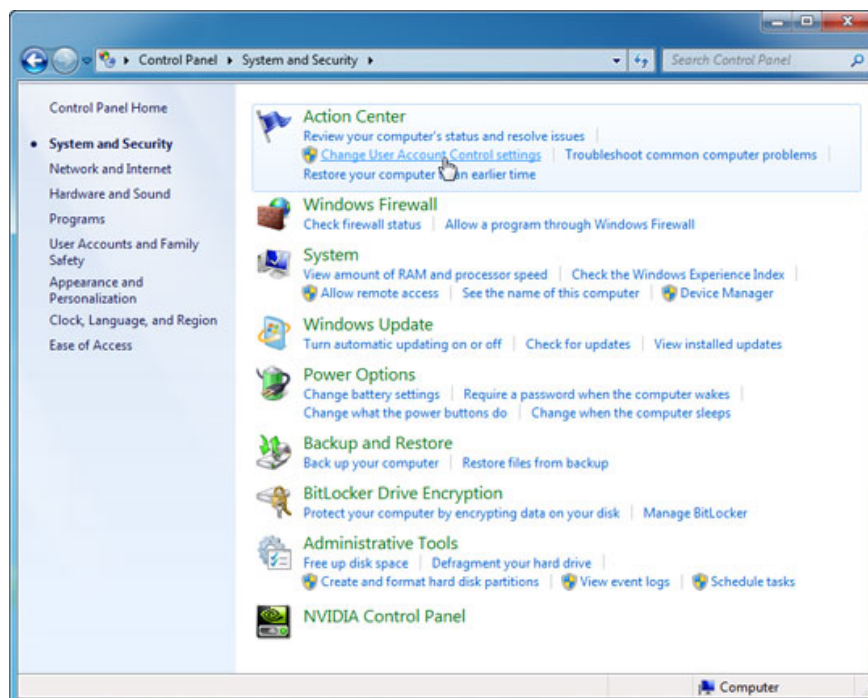 Control Panel System and Security
Search Control Panel
Control Panel Home
System and Security
Network and Internet
Hardware and Sound
Programs
User Accounts and Family
Safety
Appearance and
Personalization
Clock, Language, and Region
Ease of Access
Action Center
Review your computer's status and resolve issues
Change User Account Control settings Troubleshoot common computer problems
Restore your computer an earlier time
Windows Firewall
Check firewall status Allow a program through Windows Firewall
System
View amount of RAM and processor speed Check the Windows Experience Index
Allow remote access See the name of this computer Device Manager
Windows Update
Turn automatic updating on or off Check for updates View installed updates
Power Options
Change battery settings Require a password when the computer wakes
Change what the power buttons do Change when the computer sleeps
Backup and Restore
Back up your computer Restore files from backup
BitLocker Drive Encryption
Protect your computer by encrypting data on your disk Manage BitLocker
Administrative Tools
Free up disk space Defragment your hard drive
Create and format hard disk partitions View event logs Schedule tasks
NVIDIA Control Panel
Computer